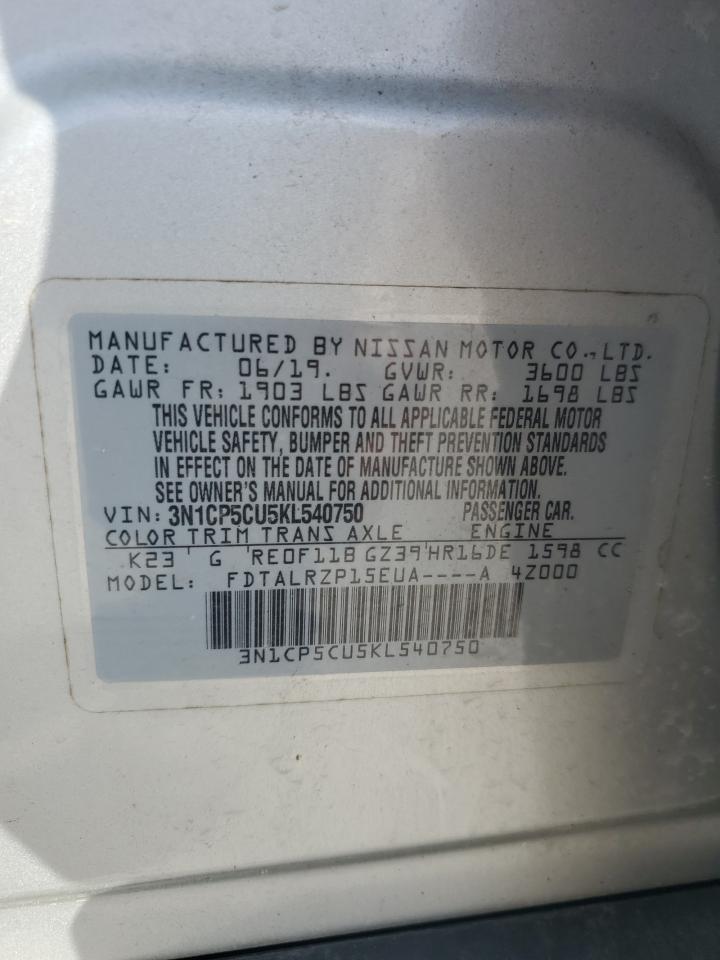 MANUFACTURED BY NISSAN MOTOR CO., LTD.
DATE: 06/19. GVWR: 3600 LBS
GAWR FR: 1903 LBS GAWR RR: 1698 LBS
THIS VEHICLE CONFORMS TO ALL APPLICABLE FEDERAL MOTOR
VEHICLE SAFETY, BUMPER AND THEFT PREVENTION STANDARDS
IN EFFECT ON THE DATE OF MANUFACTURE SHOWN ABOVE.
SEE OWNER'S MANUAL FOR ADDITIONAL INFORMATION.
VIN: 3N1CP5CU5KL540750 PASSENGER CAR.
COLOR TRIM TRANS AXLE ENGINE
K23 ' G 'RE0F11B GZ39'HR16DE 1598 CC
MODEL: FDTALRZP15EUA----A 4Z000
3N1CP5CU5KL540750